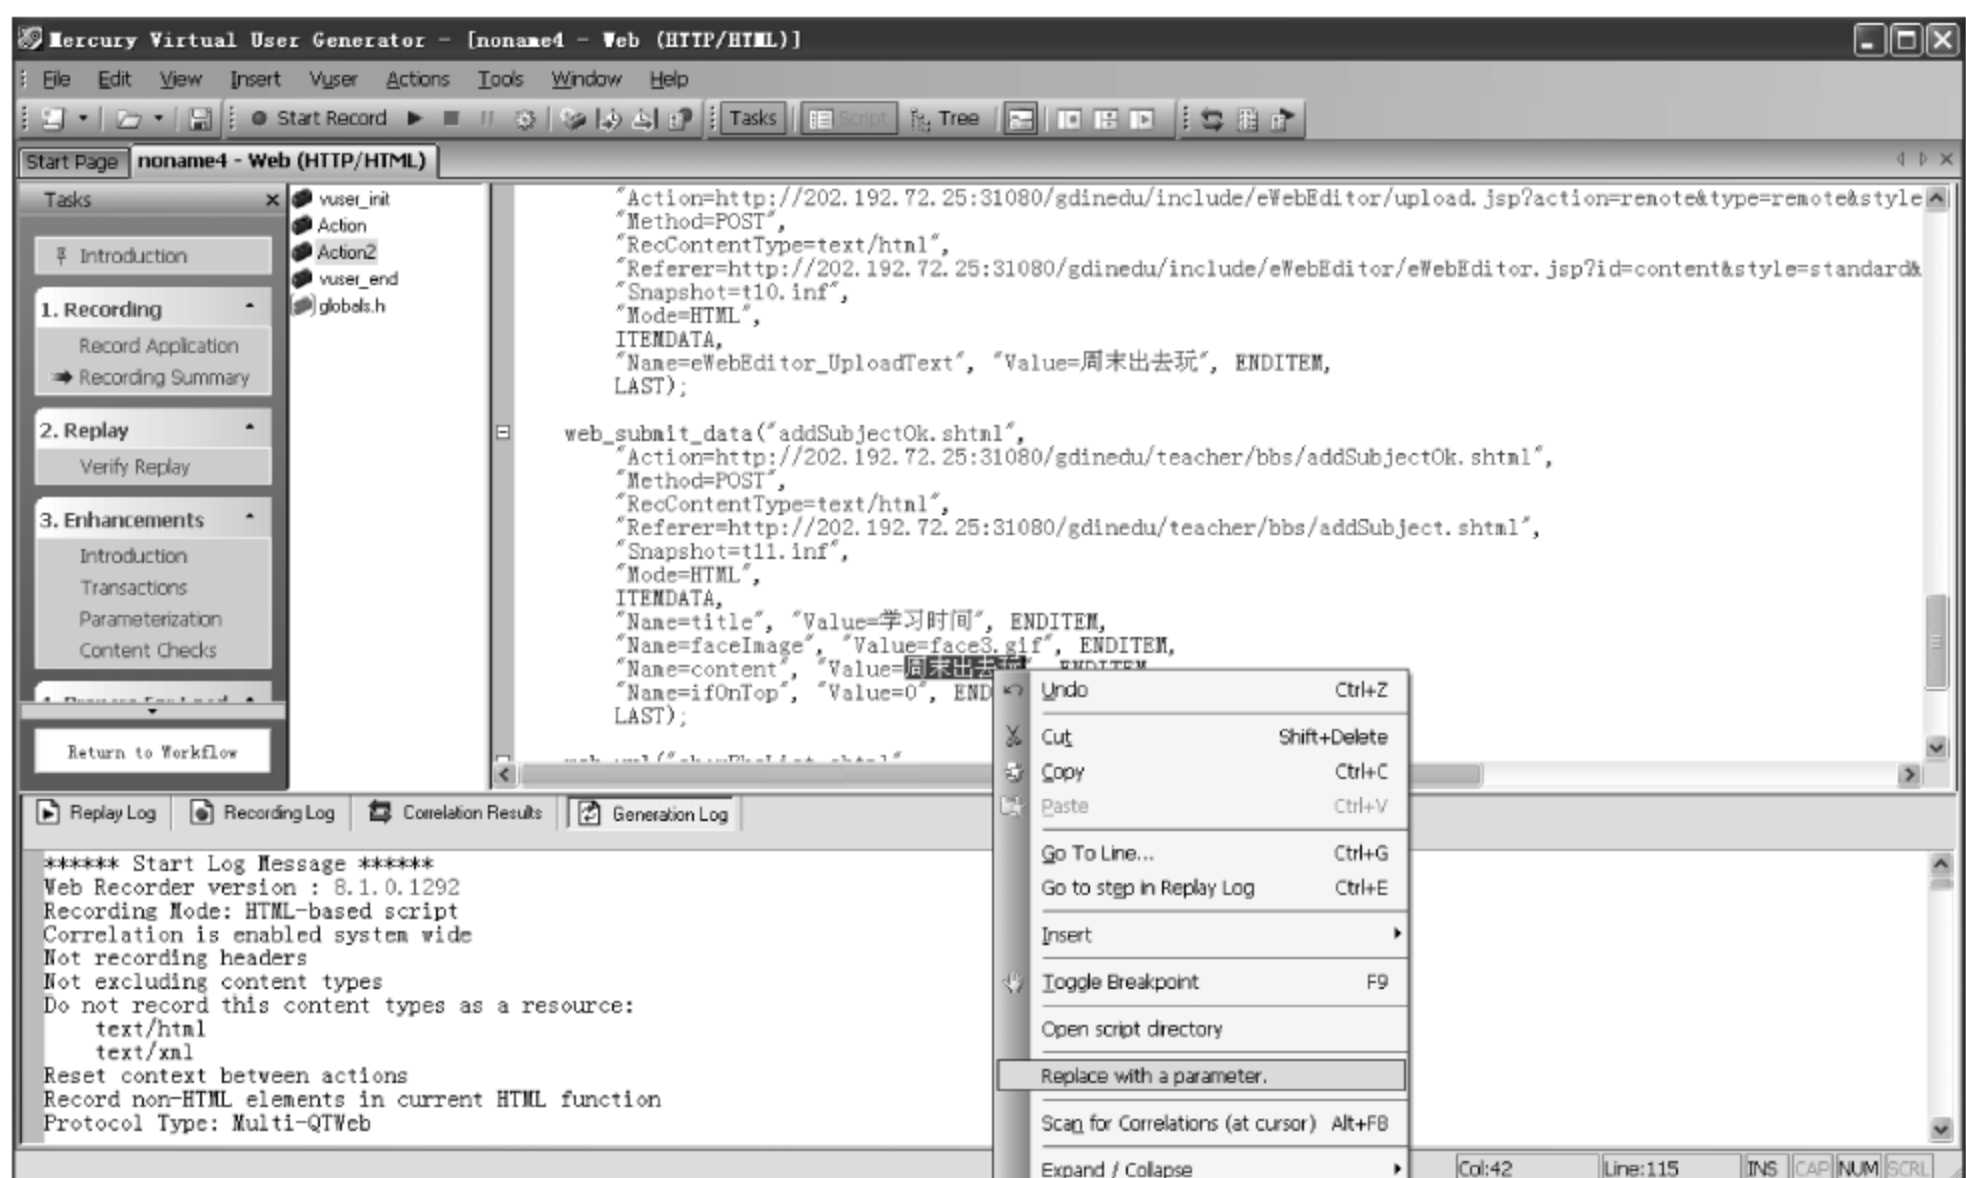 Mercury Virtual User Generator - [noname4 - Web (HTTP/HTML)]
File Edit View Insert Vuser Actions Tools Window Help
Start Record Tasks Script Tree
Start Page noname4 - Web (HTTP/HTML)
Tasks
Introduction
1. Recording
Record Application
Recording Summary
2. Replay
Verify Replay
3. Enhancements
Introduction
Transactions
Parameterization
Content Checks
Return to Workflow
vuser_init
Action
Action2
vuser_end
globals.h
"Action=http://202.192.72.25:31080/gdinedu/include/eWebEditor/upload.jsp?action=remote&type=remote&style
"Method=POST",
"RecContentType=text/html",
"Referer=http://202.192.72.25:31080/gdinedu/include/eWebEditor/eWebEditor.jsp?id=content&style=standard&
"Snapshot=t10.inf",
"Mode=HTML",
ITEMDATA,
"Name=eWebEditor_UploadText", "Value=周末出去玩", ENDITEM,
LAST);
web_submit_data("addSubjectOk.shtml",
"Action=http://202.192.72.25:31080/gdinedu/teacher/bbs/addSubjectOk.shtml",
"Method=POST",
"RecContentType=text/html",
"Referer=http://202.192.72.25:31080/gdinedu/teacher/bbs/addSubject.shtml",
"Snapshot=t11.inf",
"Mode=HTML",
ITEMDATA,
"Name=title", "Value=学习时间", ENDITEM,
"Name=faceImage", "Value=face3.gif", ENDITEM,
"Name=content", "Value=周末出去玩", ENDITEM
"Name=ifOnTop", "Value=0", END
LAST);
Undo Ctrl+Z
Cut Shift+Delete
Copy Ctrl+C
Paste Ctrl+V
Go To Line... Ctrl+G
Go to step in Replay Log Ctrl+E
Insert
Toggle Breakpoint F9
Open script directory
Replace with a parameter.
Scan for Correlations (at cursor) Alt+F8
Expand / Collapse
Replay Log Recording Log Correlation Results Generation Log
****** Start Log Message ******
Web Recorder version : 8.1.0.1292
Recording Mode: HTML-based script
Correlation is enabled system wide
Not recording headers
Not excluding content types
Do not record this content types as a resource:
text/html
text/xml
Reset context between actions
Record non-HTML elements in current HTML function
Protocol Type: Multi-QTWeb
Col:42 Line:115 INS CAP NUM SCRL